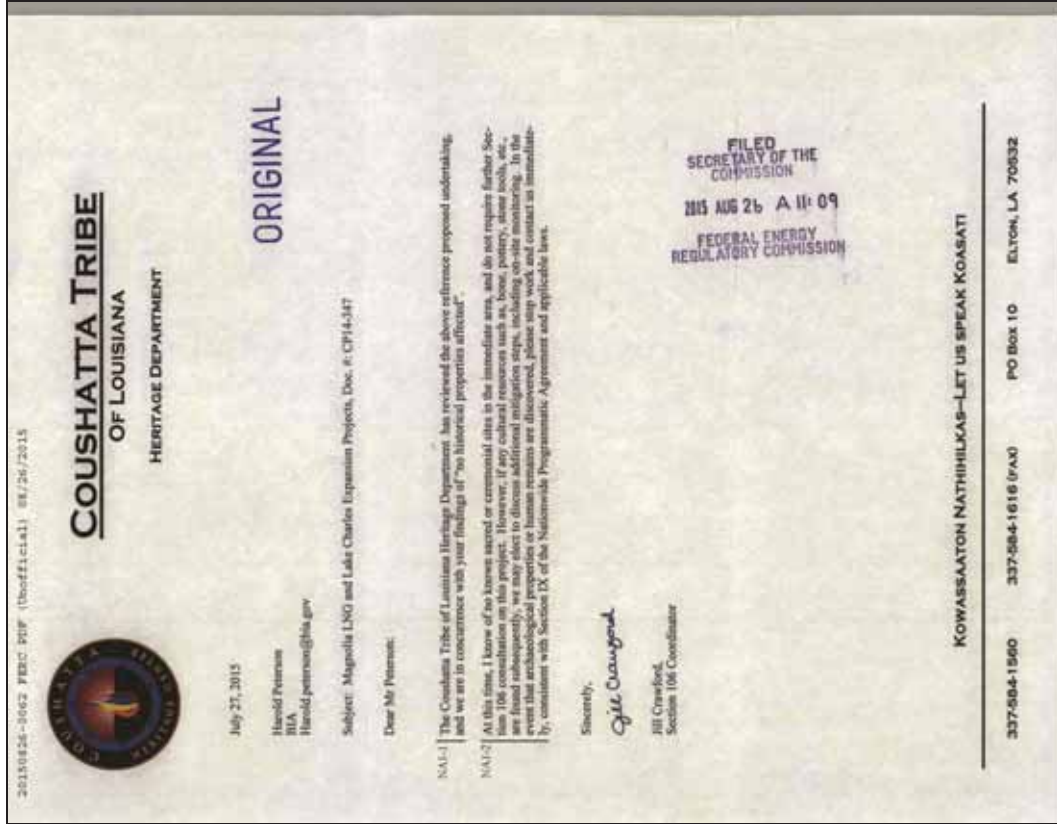 20150826-0062 FERC PDF (Unofficial) 08/26/2015
COUSHATTA
COUSHATTA TRIBE
OF LOUISIANA
HERITAGE DEPARTMENT
ORIGINAL
July 27, 2015
Harold Peterson
BIA
Harold.peterson@bia.gov
Subject: Magnolia LNG and Lake Charles Expansion Projects, Doc. #: CP14-347
Dear Mr Peterson:
NAI-1 The Coushatta Tribe of Louisiana Heritage Department has reviewed the above reference proposed undertaking,
and we are in concurrence with your findings of "no historical properties affected".
NAI-2 At this time, I know of no known sacred or ceremonial sites in the immediate area, and do not require further Sec-
tion 106 consultation on this project. However, if any cultural resources such as, bone, pottery, stone tools, etc.,
are found subsequently, we may elect to discuss additional mitigation steps, including on-site monitoring. In the
event that archaeological properties or human remains are discovered, please stop work and contact us immediate-
ly, consistent with Section IX of the Nationwide Programmatic Agreement and applicable laws.
Sincerely,
Jill Crawford
Jill Crawford,
Section 106 Coordinator
FILED
SECRETARY OF THE
COMMISSION
2015 AUG 26 A 11: 09
FEDERAL ENERGY
REGULATORY COMMISSION
KOWASSAATON NATHIHILKAS—LET US SPEAK KOASATI
337-584-1560 337-584-1616 (FAX) PO BOX 10 ELTON, LA 70532